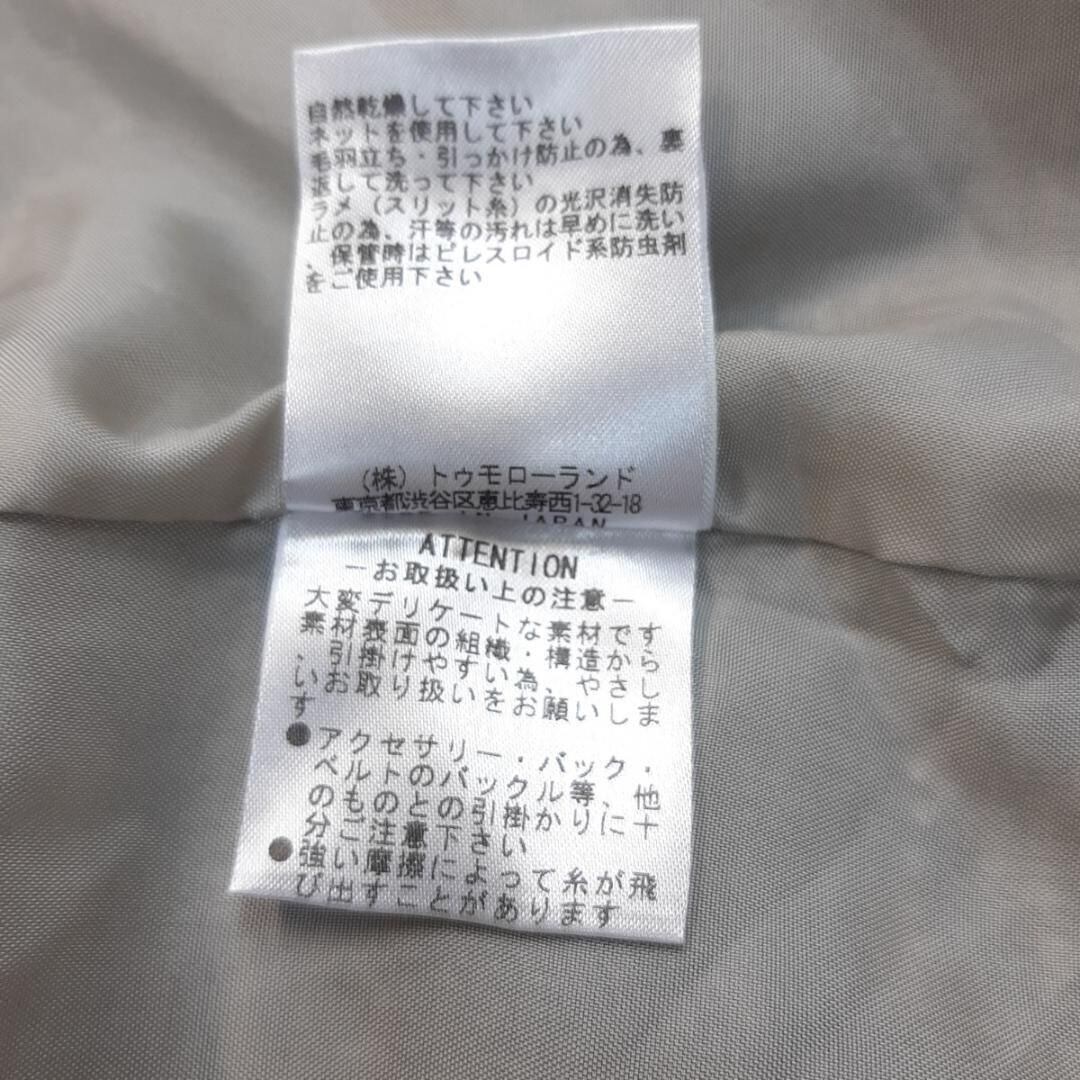 自然乾燥して下さい
ネットを使用して下さい
毛羽立ち・引っかけ防止の為、裏
返して洗って下さい
ラメ（スリット糸）の光沢消失防
止の為、汗等の汚れは早めに洗い
、保管時はピレスロイド系防虫剤
をご使用下さい
（株）トゥモローランド
東京都渋谷区恵比寿西1-32-18
IN JAPAN
ATTENTION
－お取扱い上の注意－
大変デリケートな素材です
素材表面の組織・構造から
、引掛けやすい為、やさし
いお取り扱いをお願いしま
す
●アクセサリー・バック・
ベルトのバックル等、他
のものとの引掛かりに十
分ご注意下さい
●強い摩擦によって糸が飛
び出すことがあります